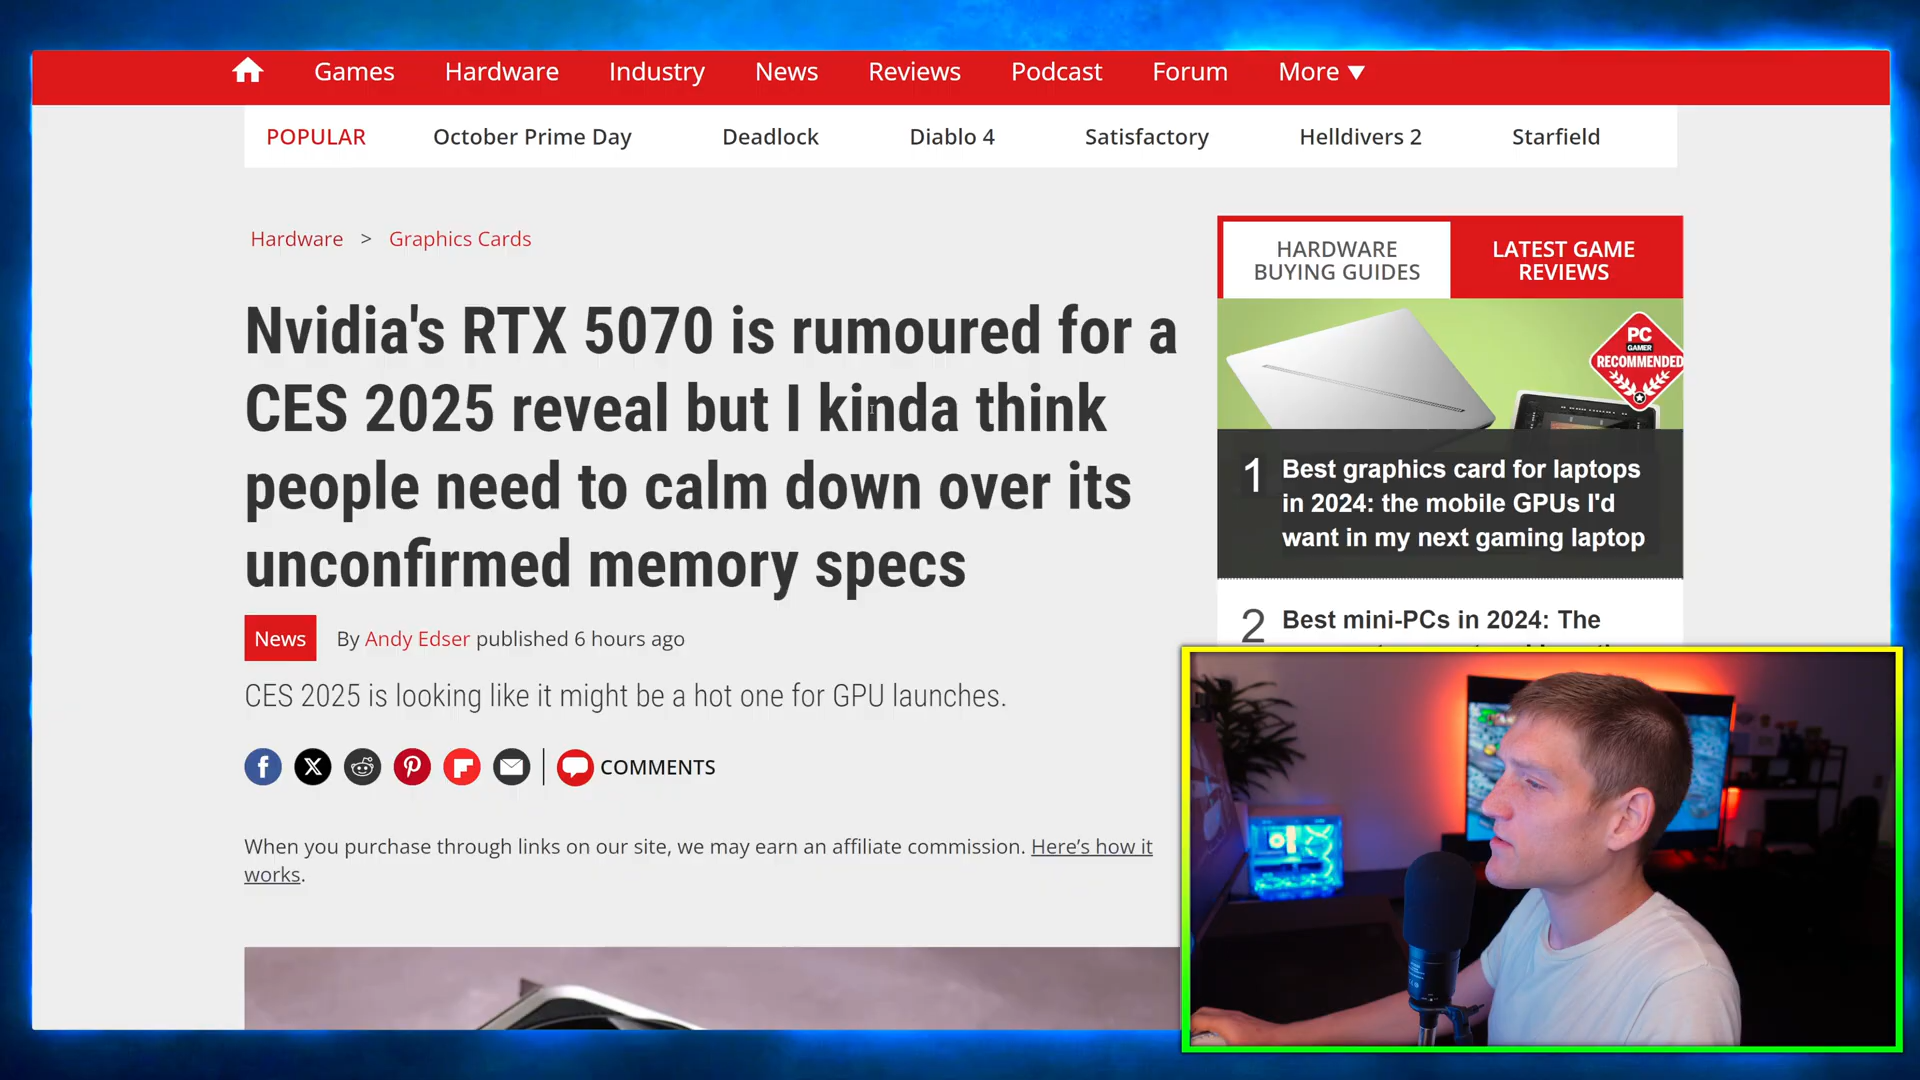 Games Hardware Industry News Reviews Podcast Forum More ▼
POPULAR October Prime Day Deadlock Diablo 4 Satisfactory Helldivers 2 Starfield
Hardware > Graphics Cards
Nvidia's RTX 5070 is rumoured for a
CES 2025 reveal but I kinda think
people need to calm down over its
unconfirmed memory specs
News By Andy Edser published 6 hours ago
CES 2025 is looking like it might be a hot one for GPU launches.
COMMENTS
When you purchase through links on our site, we may earn an affiliate commission. Here's how it
works.
HARDWARE
BUYING GUIDES
LATEST GAME
REVIEWS
PC
GAMER
RECOMMENDED
1 Best graphics card for laptops
in 2024: the mobile GPUs I'd
want in my next gaming laptop
2 Best mini-PCs in 2024: The